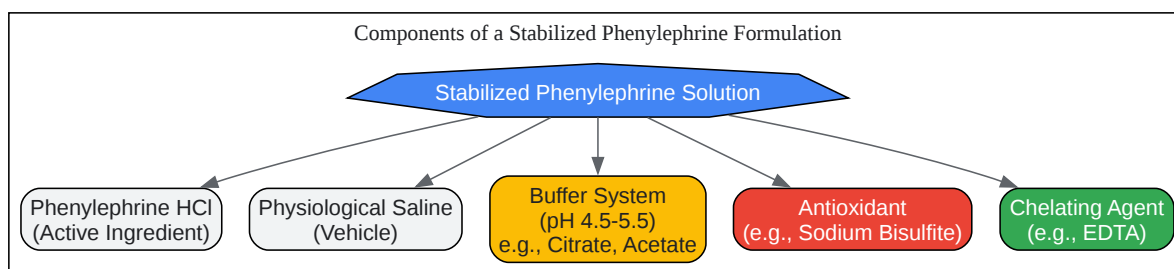 Components of a Stabilized Phenylephrine Formulation
Stabilized Phenylephrine Solution
Phenylephrine HCl
(Active Ingredient)
Physiological Saline
(Vehicle)
Buffer System
(pH 4.5-5.5)
e.g., Citrate, Acetate
Antioxidant
(e.g., Sodium Bisulfite)
Chelating Agent
(e.g., EDTA)